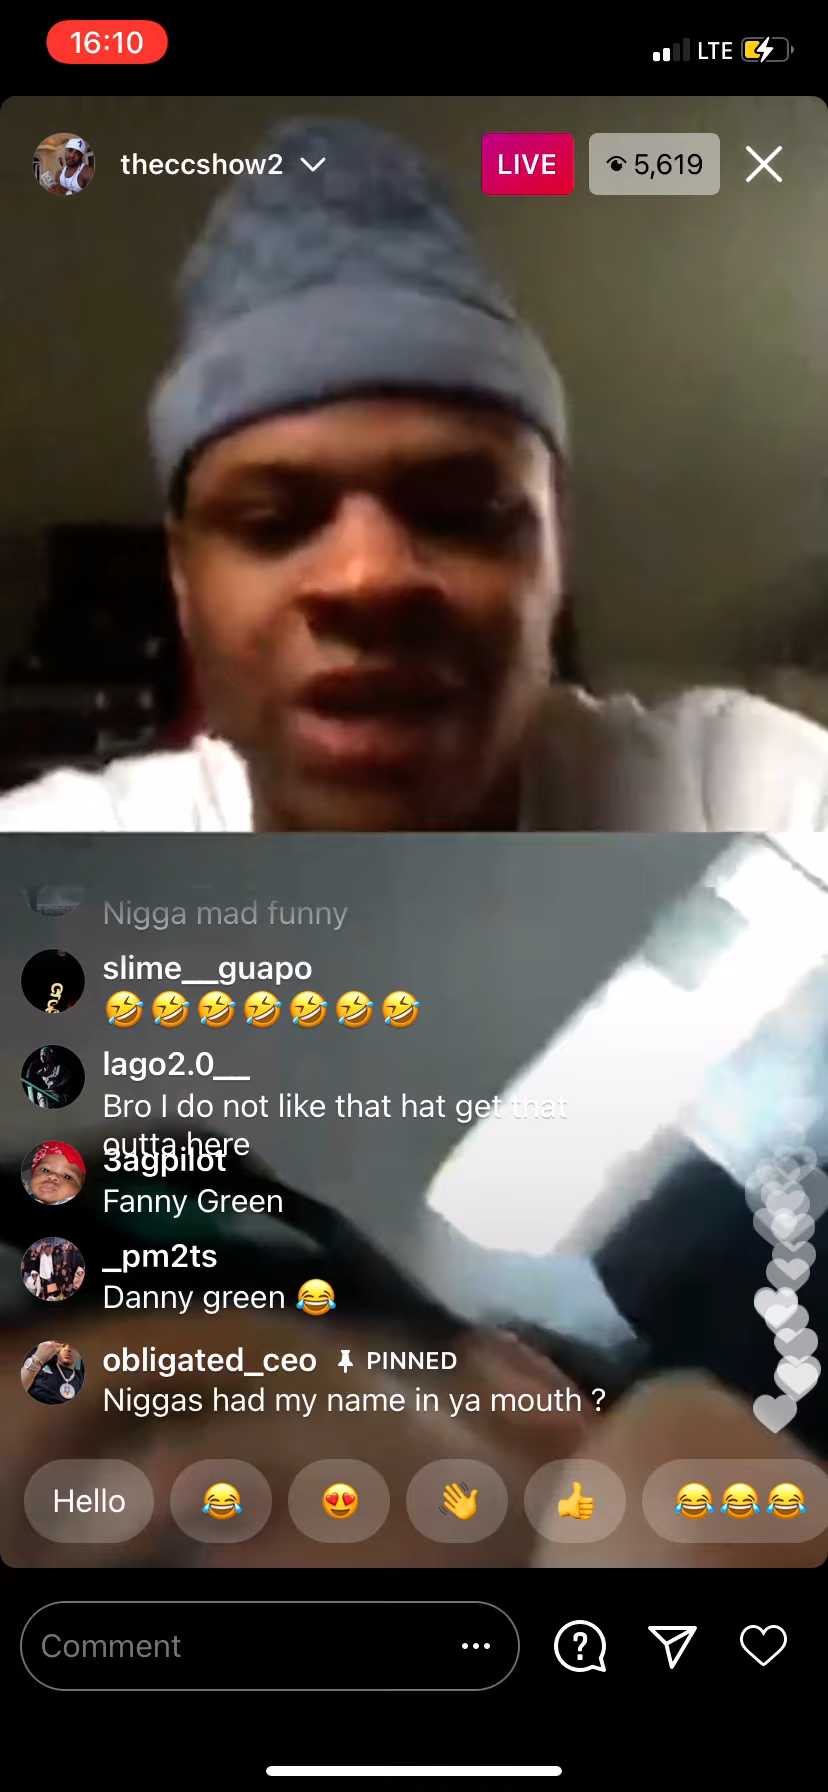 16:10
LTE
theccshow2
LIVE
5,619
Nigga mad funny
slime__guapo
🤣🤣🤣🤣🤣🤣🤣
lago2.0__
Bro I do not like that hat get that
outta here
3agpilot
Fanny Green
_pm2ts
Danny green 😂
obligated_ceo PINNED
Niggas had my name in ya mouth ?
Hello 😂 😍 👋 👍 😂😂😂
Comment